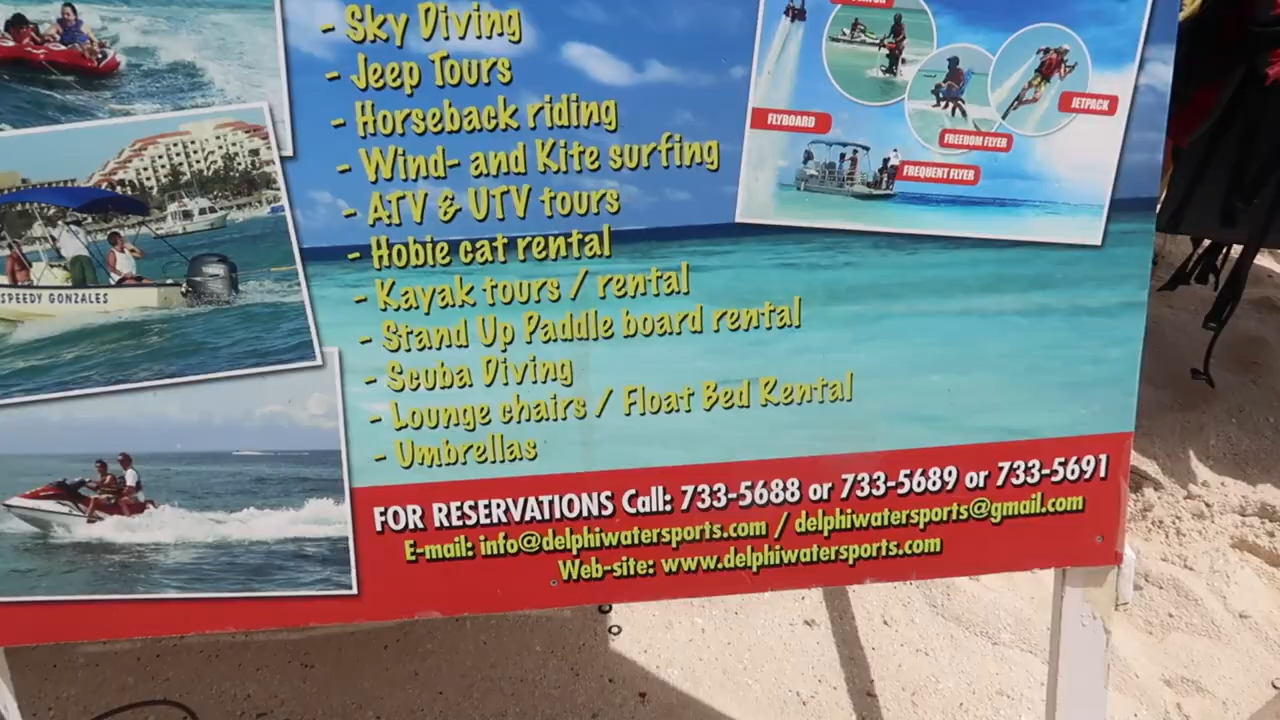 - Sky Diving
- Jeep Tours
- Horseback riding
- Wind- and Kite surfing
- ATV & UTV tours
- Hobie cat rental
- Kayak tours / rental
- Stand Up Paddle board rental
- Scuba Diving
- Lounge chairs / Float Bed Rental
- Umbrellas
FLYBOARD
JETPACK
FREEDOM FLYER
FREQUENT FLYER
SPEEDY GONZALES
FOR RESERVATIONS Call: 733-5688 or 733-5689 or 733-5691
E-mail: info@delphiwatersports.com / delphiwatersports@gmail.com
Web-site: www.delphiwatersports.com